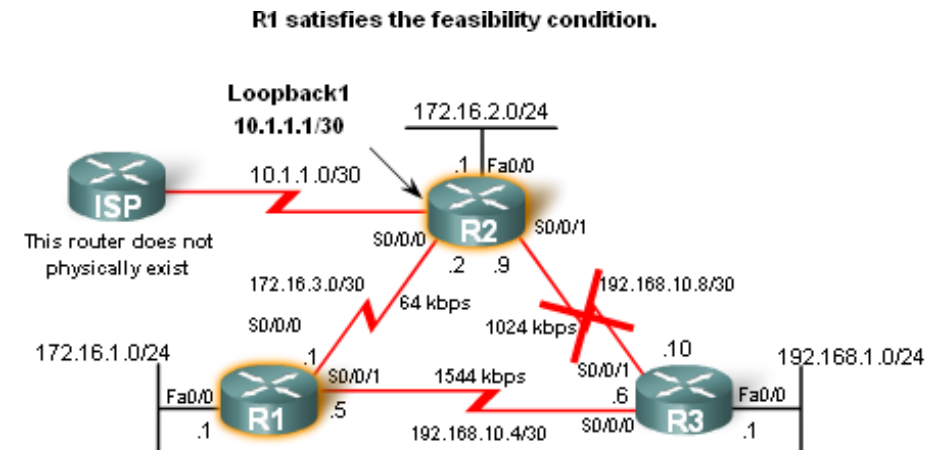 R1 satisfies the feasibility condition.
Loopback1
10.1.1.1/30
172.16.2.0/24
.1
Fa0/0
10.1.1.0/30
ISP
R2
This router does not
physically exist
S0/0/0
S0/0/1
.2
.9
172.16.3.0/30
64 kbps
192.168.10.8/30
1024 kbps
S0/0/0
172.16.1.0/24
.1
S0/0/1
1544 kbps
S0/0/1
.10
192.168.1.0/24
Fa0/0
R1
.5
.6
R3
Fa0/0
.1
192.168.10.4/30
S0/0/0
.1